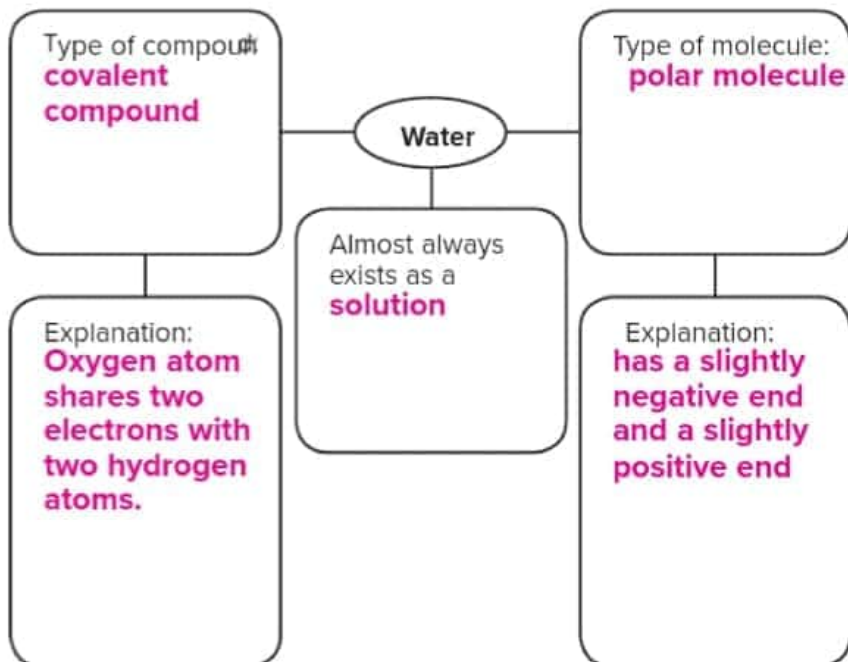 Type of compound:
covalent
compound
Water
Type of molecule:
polar molecule
Almost always
exists as a
solution
Explanation:
Oxygen atom
shares two
electrons with
two hydrogen
atoms.
Explanation:
has a slightly
negative end
and a slightly
positive end